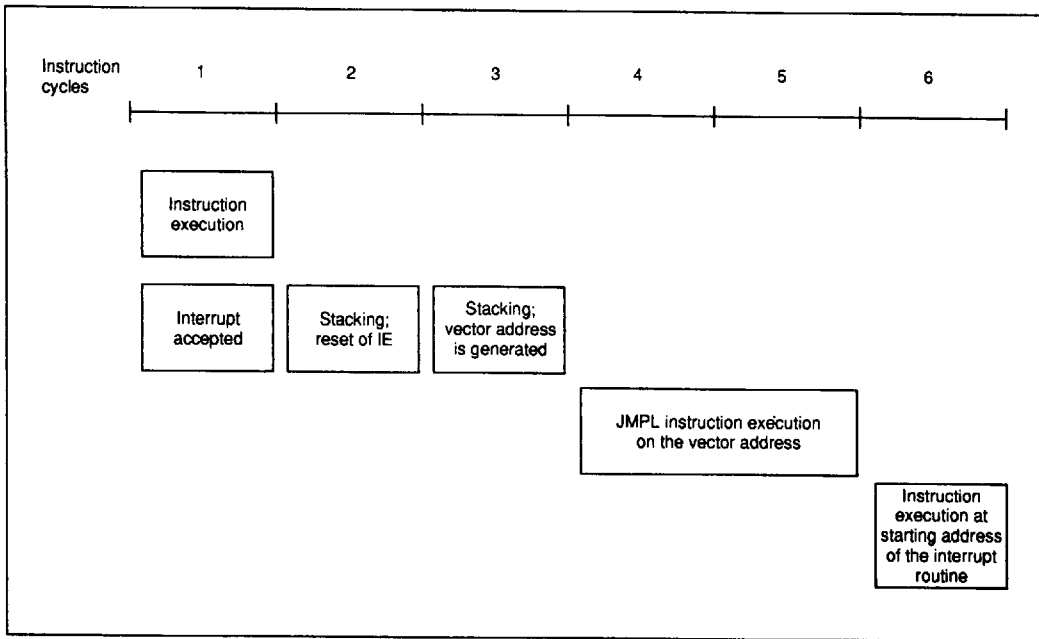 Instruction
cycles
1 2 3 4 5 6
Instruction
execution
Interrupt
accepted
Stacking;
reset of IE
Stacking;
vector address
is generated
JMPL instruction execution
on the vector address
Instruction
execution at
starting address
of the interrupt
routine